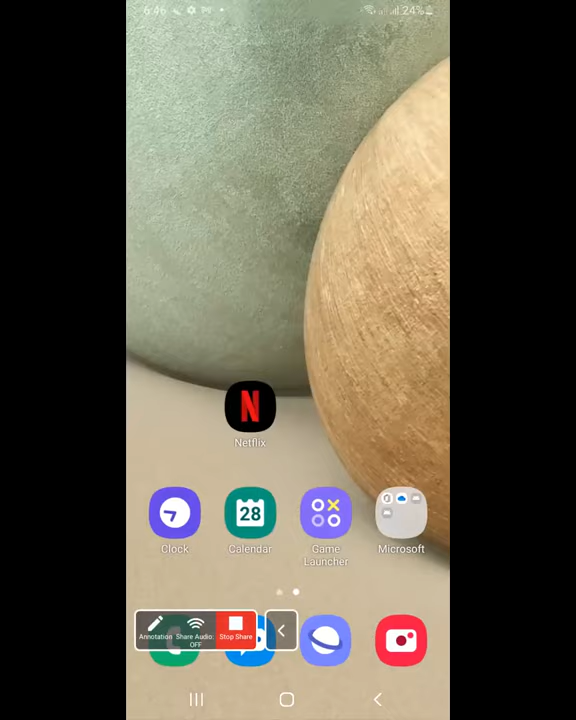 6:46 24%
N
Netflix
28
Clock Calendar Game Launcher Microsoft
Annotation Share Audio: OFF Stop Share